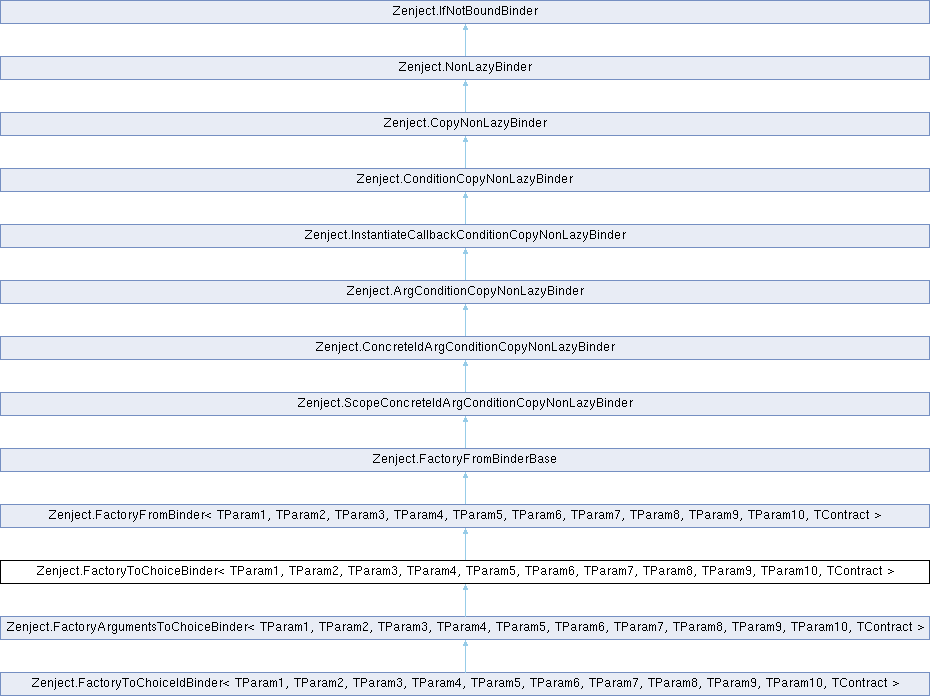 Zenject.IfNotBoundBinder
Zenject.NonLazyBinder
Zenject.CopyNonLazyBinder
Zenject.ConditionCopyNonLazyBinder
Zenject.InstantiateCallbackConditionCopyNonLazyBinder
Zenject.ArgConditionCopyNonLazyBinder
Zenject.ConcreteIdArgConditionCopyNonLazyBinder
Zenject.ScopeConcreteIdArgConditionCopyNonLazyBinder
Zenject.FactoryFromBinderBase
Zenject.FactoryFromBinder< TParam1, TParam2, TParam3, TParam4, TParam5, TParam6, TParam7, TParam8, TParam9, TParam10, TContract >
Zenject.FactoryToChoiceBinder< TParam1, TParam2, TParam3, TParam4, TParam5, TParam6, TParam7, TParam8, TParam9, TParam10, TContract >
Zenject.FactoryArgumentsToChoiceBinder< TParam1, TParam2, TParam3, TParam4, TParam5, TParam6, TParam7, TParam8, TParam9, TParam10, TContract >
Zenject.FactoryToChoiceIdBinder< TParam1, TParam2, TParam3, TParam4, TParam5, TParam6, TParam7, TParam8, TParam9, TParam10, TContract >